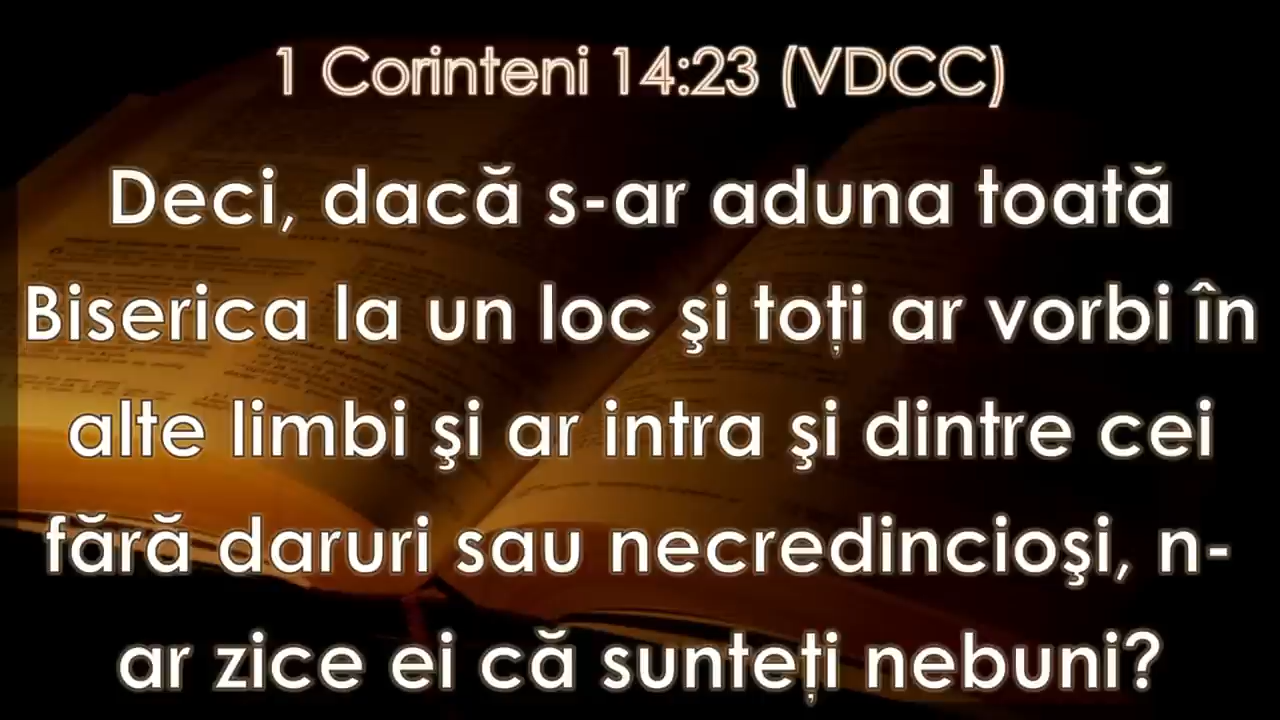 1 Corinteni 14:23 (VDCC)
Deci, dacă s-ar aduna toată
Biserica la un loc şi toţi ar vorbi în
alte limbi şi ar intra şi dintre cei
fără daruri sau necredincioşi, n-
ar zice ei că sunteţi nebuni?